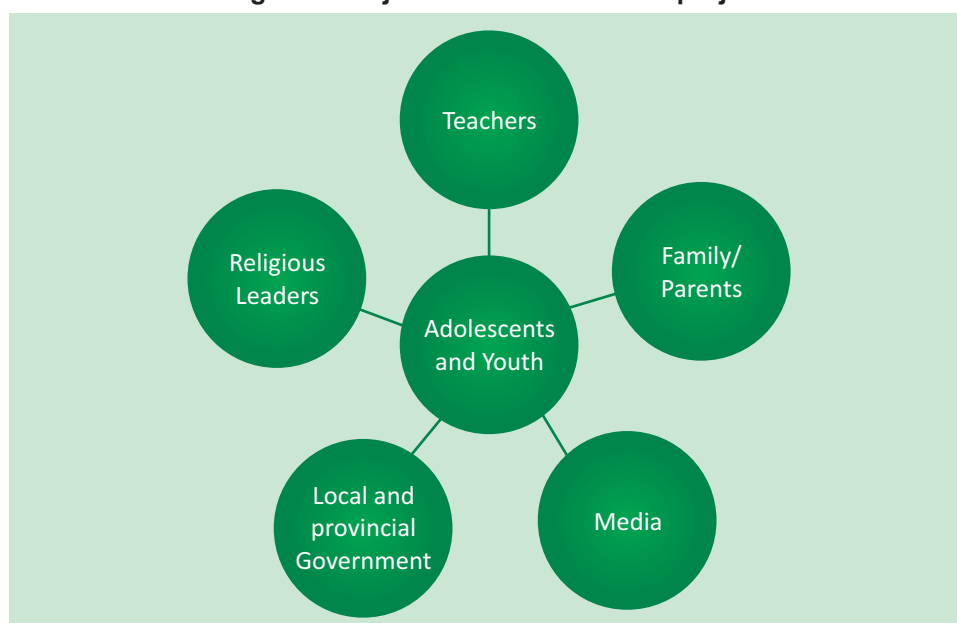 Teachers
Religious
Leaders
Family/
Parents
Adolescents
and Youth
Local and
provincial
Government
Media